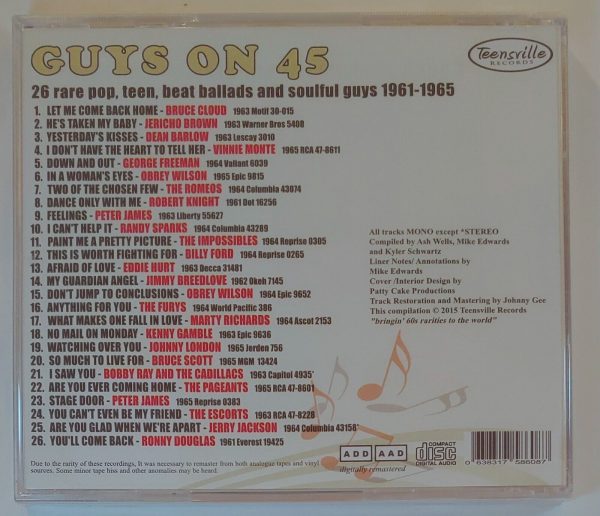 GUYS ON 45
Teensville
RECORDS
26 rare pop, teen, beat ballads and soulful guys 1961-1965
1. LET ME COME BACK HOME - BRUCE CLOUD 1963 Motif 30-015
2. HE'S TAKEN MY BABY - JERICHO BROWN 1963 Warner Bros 5408
3. YESTERDAY'S KISSES - DEAN BARLOW 1963 Lescay 3010
4. I DON'T HAVE THE HEART TO TELL HER - VINNIE MONTE 1965 RCA 47-8611
5. DOWN AND OUT - GEORGE FREEMAN 1964 Valiant 6039
6. IN A WOMAN'S EYES - OBREY WILSON 1965 Epic 9815
7. TWO OF THE CHOSEN FEW - THE ROMEOS 1964 Columbia 43074
8. DANCE ONLY WITH ME - ROBERT KNIGHT 1961 Dot 16256
9. FEELINGS - PETER JAMES 1963 Liberty 55627
10. I CAN'T HELP IT - RANDY SPARKS 1964 Columbia 43289
11. PAINT ME A PRETTY PICTURE - THE IMPOSSIBLES 1964 Reprise 0305
12. THIS IS WORTH FIGHTING FOR - BILLY FORD 1964 Reprise 0265
13. AFRAID OF LOVE - EDDIE HURT 1963 Decca 31481
14. MY GUARDIAN ANGEL - JIMMY BREEDLOVE 1962 Okeh 7145
15. DON'T JUMP TO CONCLUSIONS - OBREY WILSON 1964 Epic 9652
16. ANYTHING FOR YOU - THE FURYS 1964 World Pacific 386
17. WHAT MAKES ONE FALL IN LOVE - MARTY RICHARDS 1964 Ascot 2153
18. NO MAIL ON MONDAY - KENNY GAMBLE 1963 Epic 9636
19. WATCHING OVER YOU - JOHNNY LONDON 1965 Jerden 756
20. SO MUCH TO LIVE FOR - BRUCE SCOTT 1965 MGM 13424
21. I SAW YOU - BOBBY RAY AND THE CADILLACS 1963 Capitol 4935*
22. ARE YOU EVER COMING HOME - THE PAGEANTS 1965 RCA 47-8601
23. STAGE DOOR - PETER JAMES 1965 Reprise 0383
24. YOU CAN'T EVEN BE MY FRIEND - THE ESCORTS 1963 RCA 47-8228
25. ARE YOU GLAD WHEN WE'RE APART - JERRY JACKSON 1964 Columbia 43158*
26. YOU'LL COME BACK - RONNY DOUGLAS 1961 Everest 19425
All tracks MONO except *STEREO
Compiled by Ash Wells, Mike Edwards
and Kyler Schwartz
Liner Notes/ Annotations by
Mike Edwards
Cover /Interior Design by
Patty Cake Productions
Track Restoration and Mastering by Johnny Gee
This compilation © 2015 Teensville Records
"bringin' 60s rarities to the world"
Due to the rarity of these recordings, It was necessary to remaster from both analogue tapes and vinyl
sources. Some minor tape hiss and other anomalies may be heard.
ADD AAD
digitally remastered
COMPACT
disc
DIGITAL AUDIO
0 638317 586087